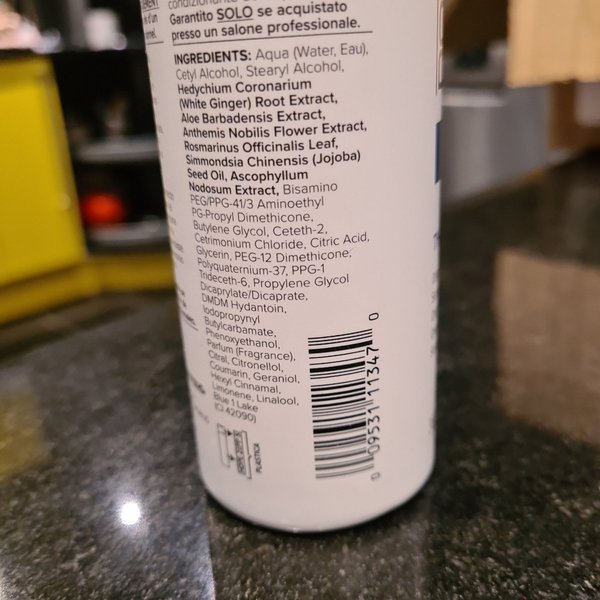 condizionante
Garantito SOLO se acquistato
presso un salone professionale.
INGREDIENTS: Aqua (Water, Eau),
Cetyl Alcohol, Stearyl Alcohol,
Hedychium Coronarium
(White Ginger) Root Extract,
Aloe Barbadensis Extract,
Anthemis Nobilis Flower Extract,
Rosmarinus Officinalis Leaf,
Simmondsia Chinensis (Jojoba)
Seed Oil, Ascophyllum
Nodosum Extract, Bisamino
PEG/PPG-41/3 Aminoethyl
PG-Propyl Dimethicone,
Butylene Glycol, Ceteth-2,
Cetrimonium Chloride, Citric Acid,
Glycerin, PEG-12 Dimethicone,
Polyquaternium-37, PPG-1
Trideceth-6, Propylene Glycol
Dicaprylate/Dicaprate,
DMDM Hydantoin,
Iodopropynyl
Butylcarbamate,
Phenoxyethanol,
Parfum (Fragrance),
Citral, Citronellol,
Coumarin, Geraniol,
Hexyl Cinnamal,
Limonene, Linalool,
Blue 1 Lake
(CI 42090)
PLASTICA
0 09531 11347 0